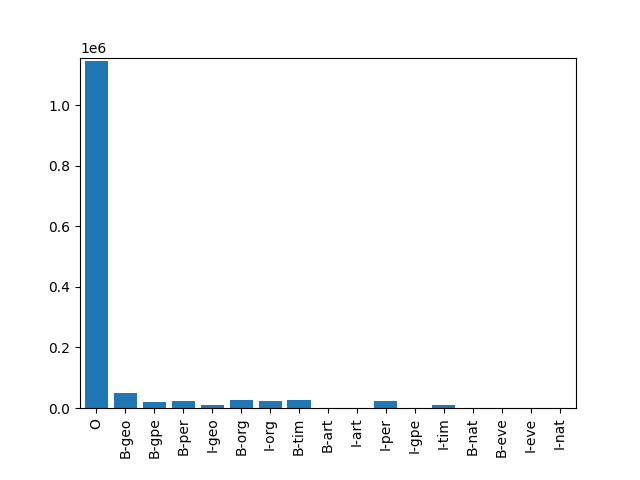 1e6
1.0
0.8
0.6
0.4
0.2
0.0
O
B-geo
B-gpe
B-per
I-geo
B-org
I-org
B-tim
B-art
I-art
I-per
I-gpe
I-tim
B-nat
B-eve
I-eve
I-nat